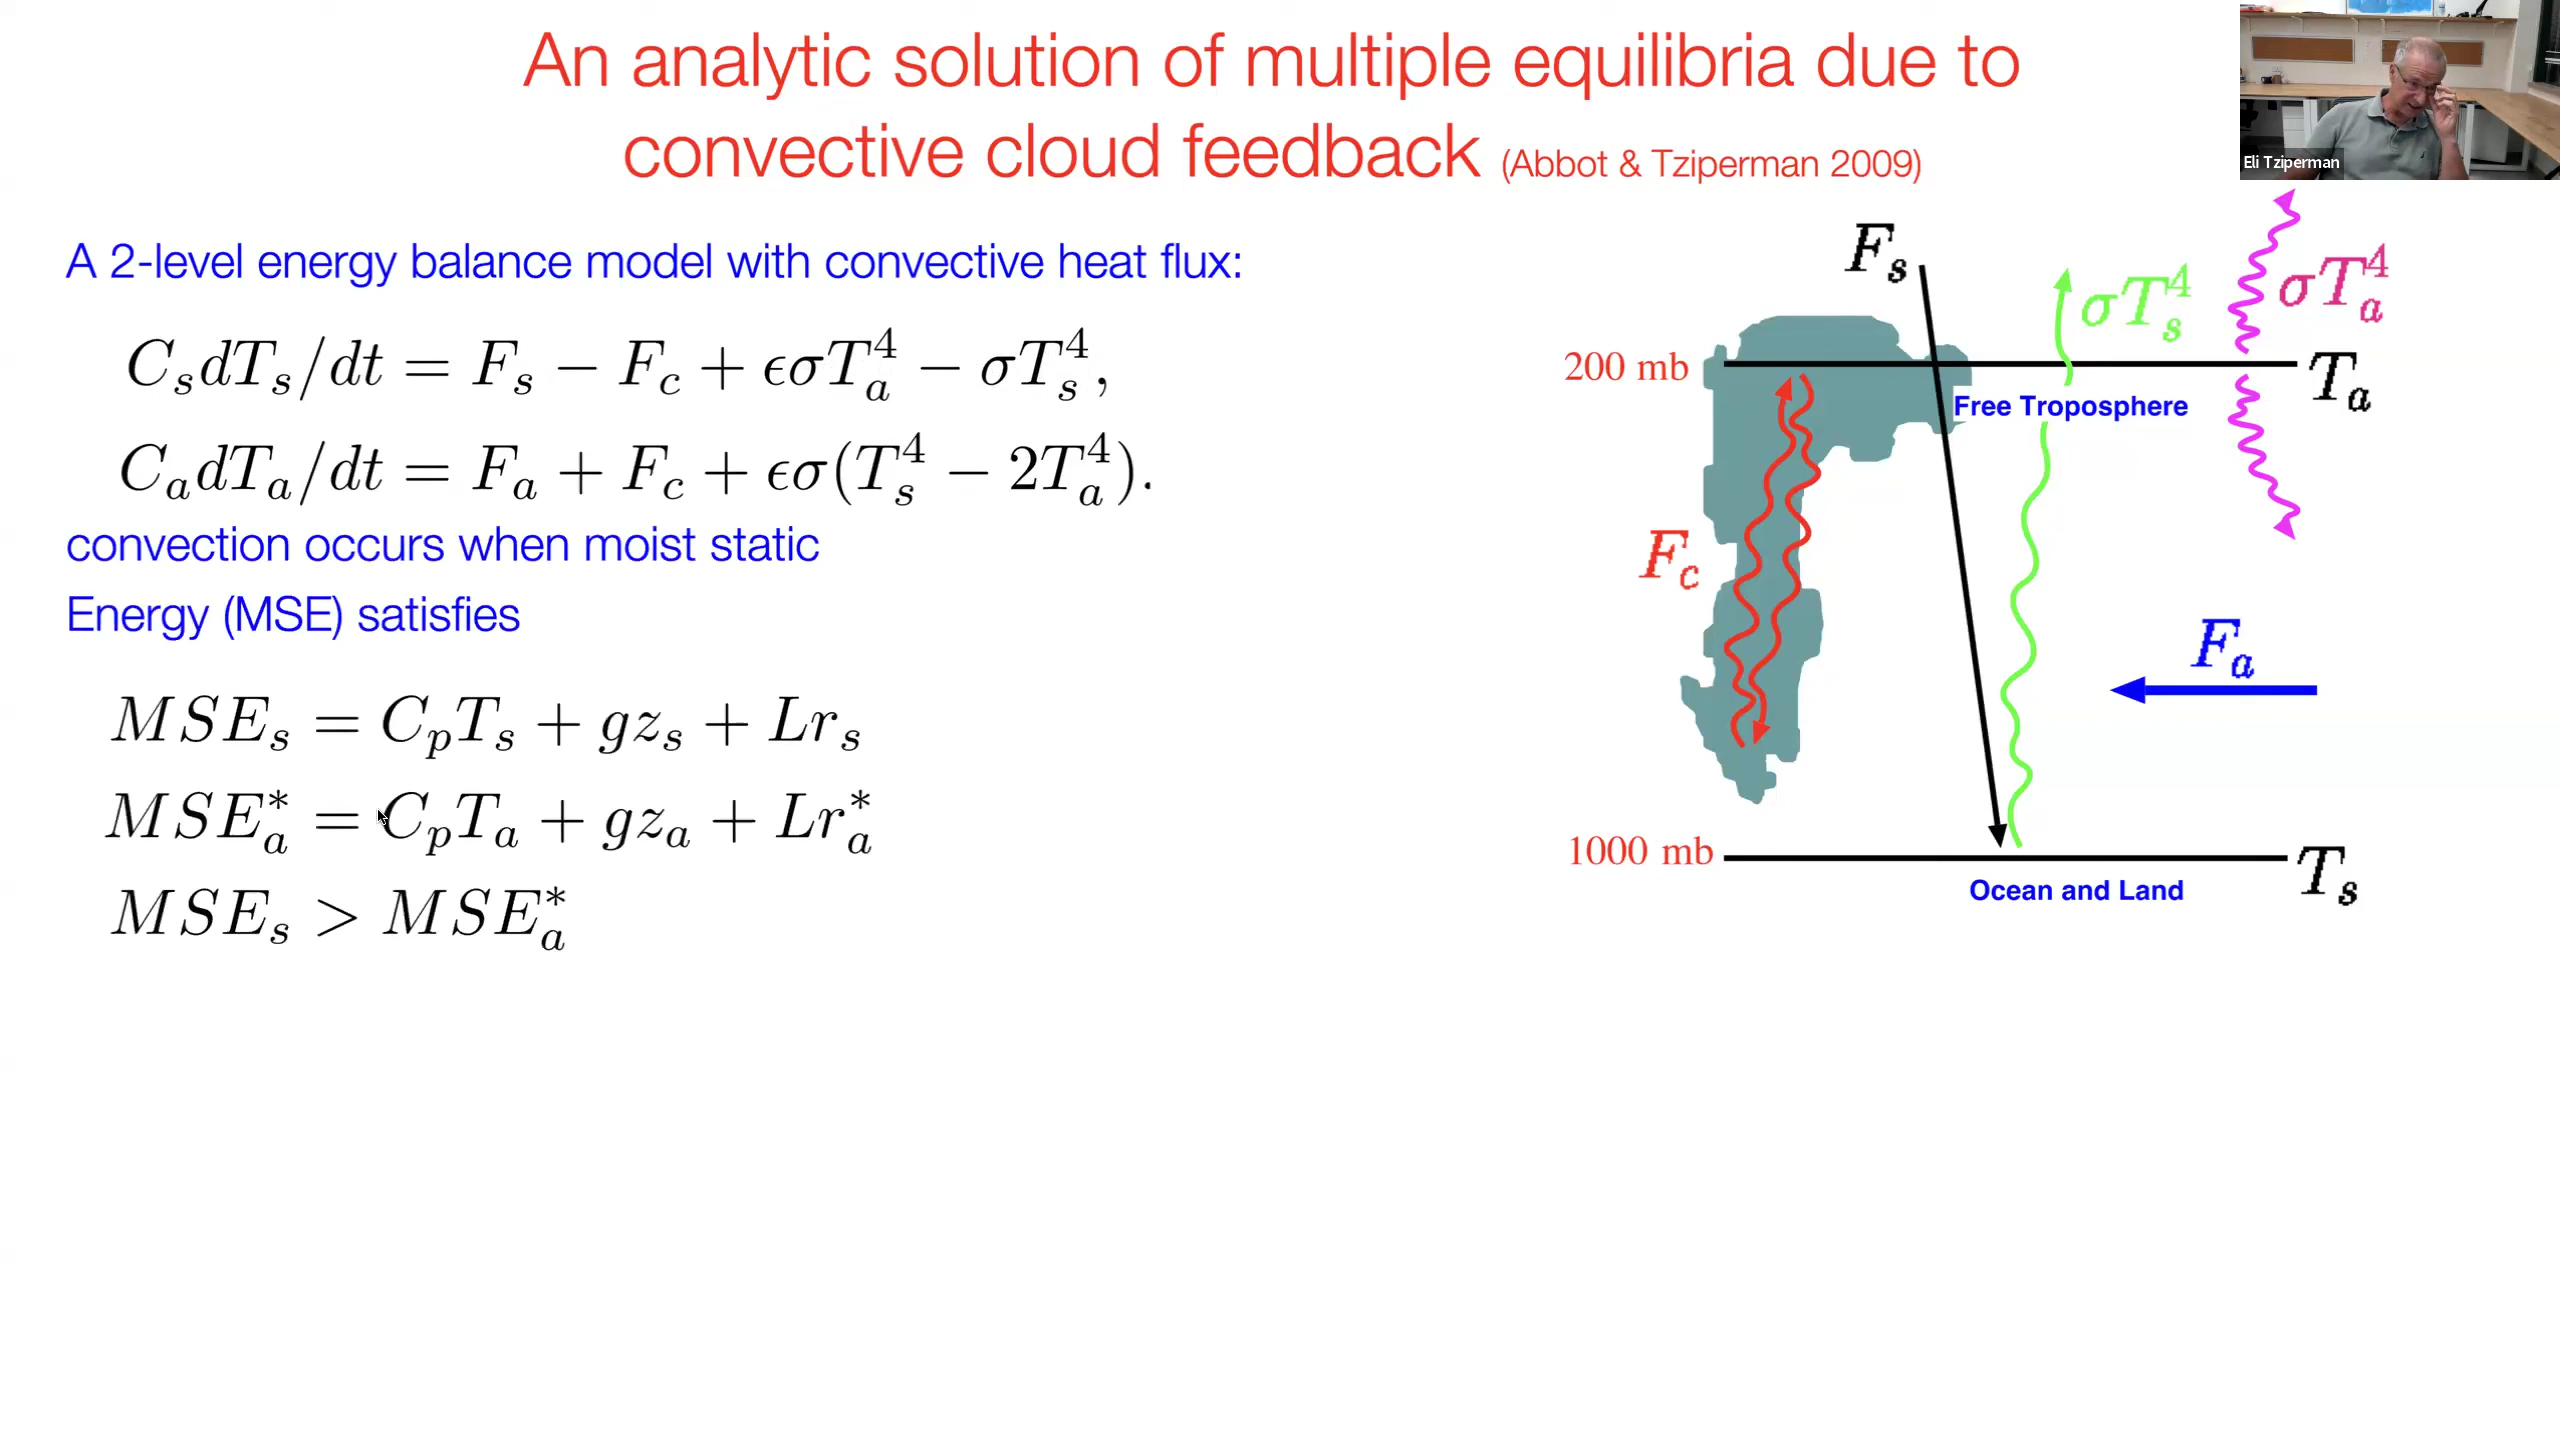 An analytic solution of multiple equilibria due to
convective cloud feedback (Abbot & Tziperman 2009)
Eli Tziperman
A 2-level energy balance model with convective heat flux:
C_s dT_s/dt = F_s − F_c + ϵσT_a^4 − σT_s^4,
C_a dT_a/dt = F_a + F_c + ϵσ(T_s^4 − 2T_a^4).
convection occurs when moist static
Energy (MSE) satisfies
MSE_s = C_p T_s + gz_s + Lr_s
MSE_a^* = C_p T_a + gz_a + Lr_a^*
MSE_s > MSE_a^*
F_s
σT_s^4
σT_a^4
200 mb
T_a
Free Troposphere
F_c
F_a
1000 mb
T_s
Ocean and Land